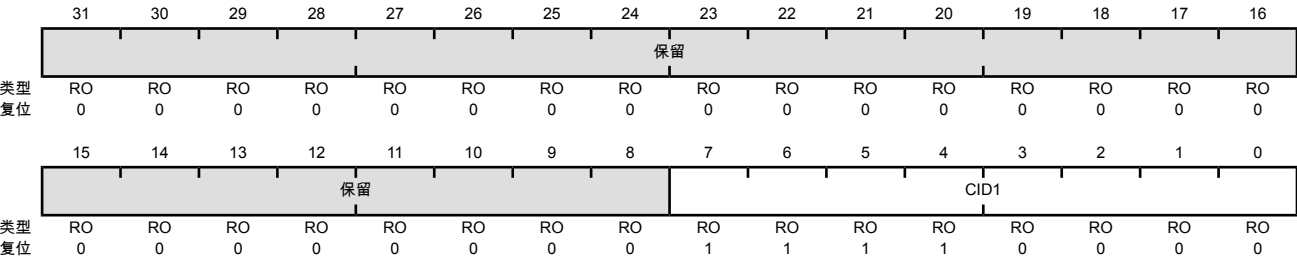 31 30 29 28 27 26 25 24 23 22 21 20 19 18 17 16
保留
类型 RO RO RO RO RO RO RO RO RO RO RO RO RO RO RO RO
复位 0 0 0 0 0 0 0 0 0 0 0 0 0 0 0 0
15 14 13 12 11 10 9 8 7 6 5 4 3 2 1 0
保留 CID1
类型 RO RO RO RO RO RO RO RO RO RO RO RO RO RO RO RO
复位 0 0 0 0 0 0 0 0 1 1 1 1 0 0 0 0